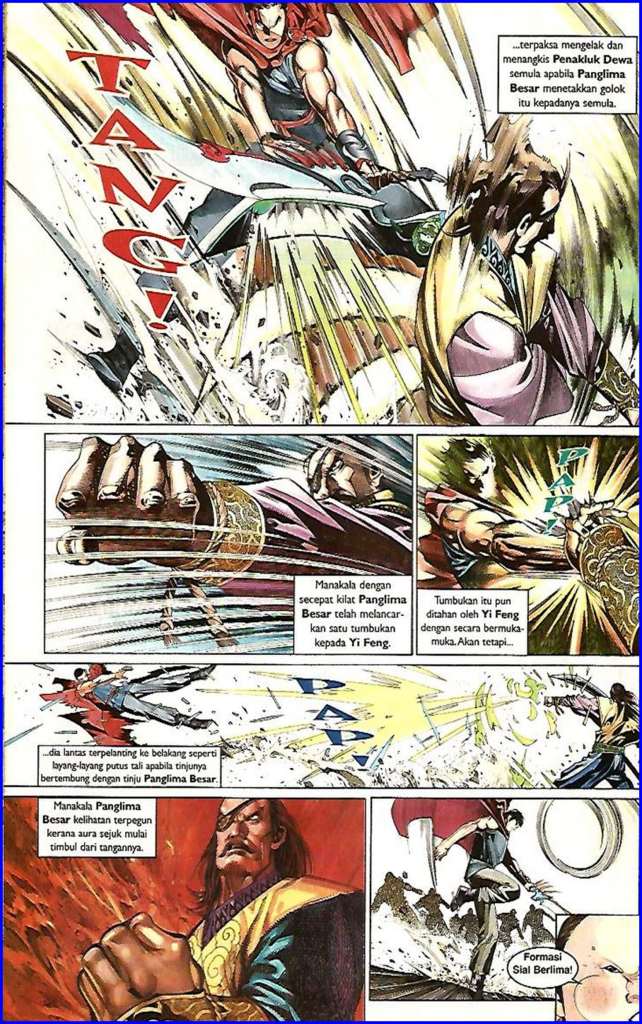 ...terpaksa mengelak dan
menangkis Penakluk Dewa
semula apabila Panglima
Besar menetakkan golok
itu kepadanya semula.
TANG!
PAP!
Manakala dengan
secepat kilat Panglima
Besar telah melancar-
kan satu tumbukan
kepada Yi Feng.
Tumbukan itu pun
ditahan oleh Yi Feng
dengan secara bermuka-
muka. Akan tetapi...
PAP!
...dia lantas terpelanting ke belakang seperti
layang-layang putus tali apabila tinjunya
bertembung dengan tinju Panglima Besar.
Manakala Panglima
Besar kelihatan terpegun
kerana aura sejuk mulai
timbul dari tangannya.
Formasi
Sial Berlima!